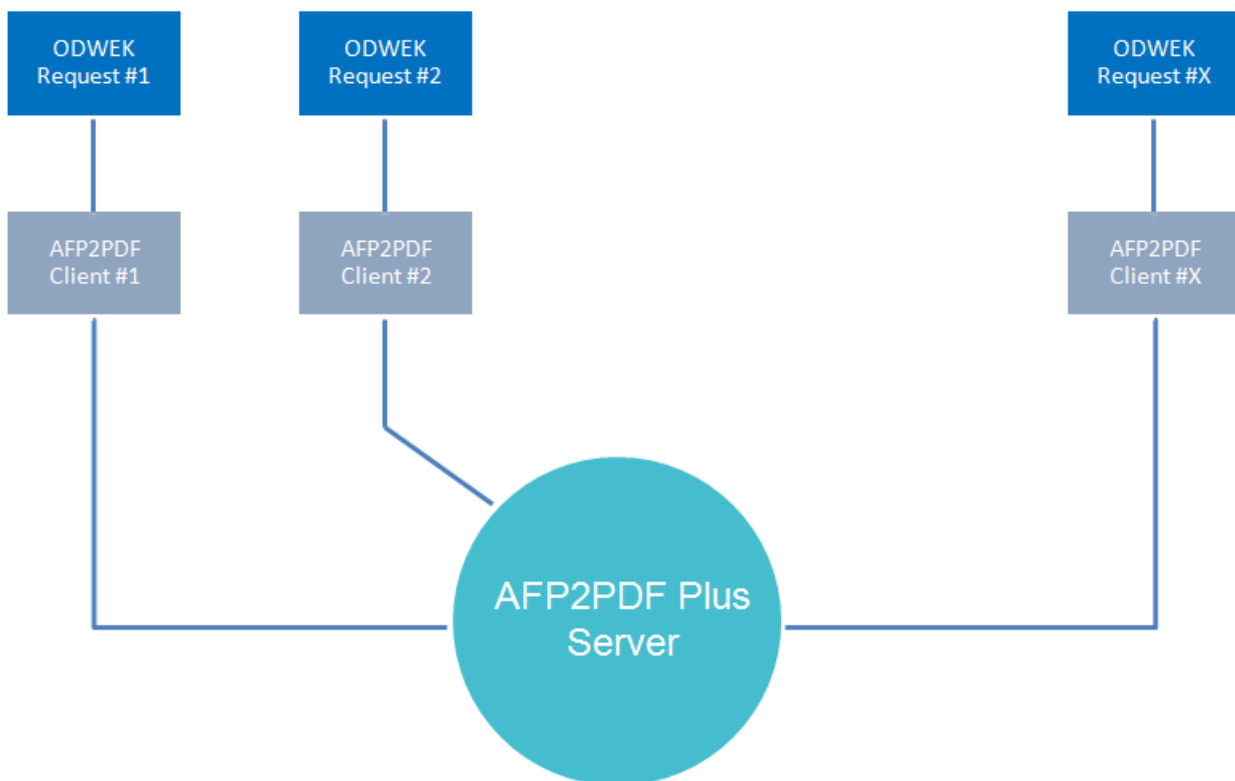 ODWEK
Request #1
ODWEK
Request #2
ODWEK
Request #X
AFP2PDF
Client #1
AFP2PDF
Client #2
AFP2PDF
Client #X
AFP2PDF Plus
Server